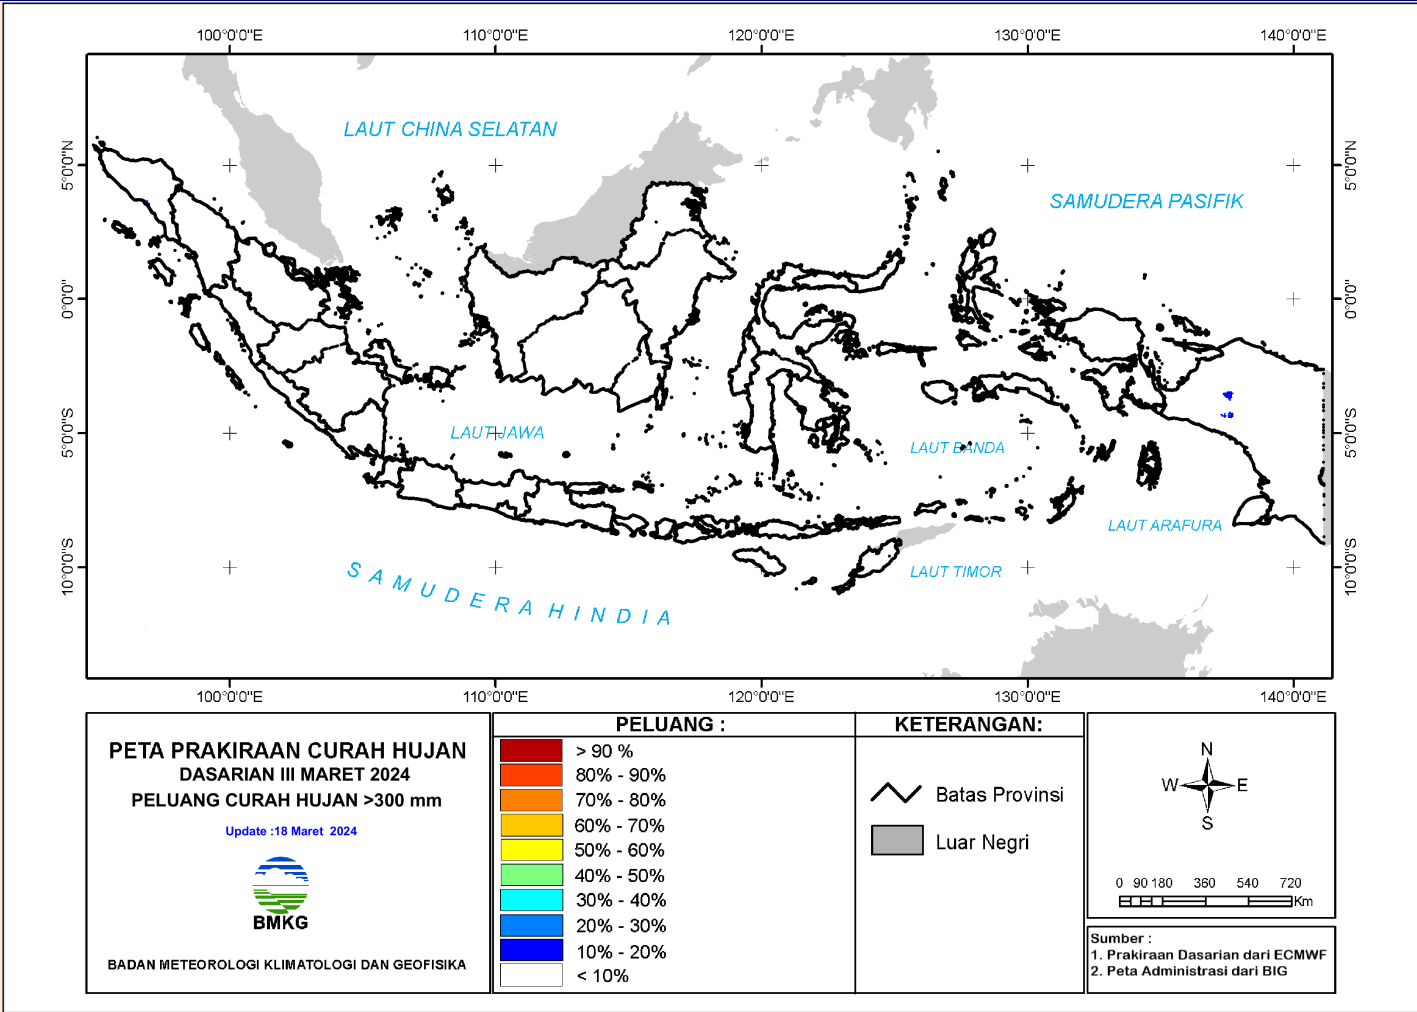 100°0'0"E 110°0'0"E 120°0'0"E 130°0'0"E 140°0'0"E
LAUT CHINA SELATAN
5°0'0"N 5°0'0"N
SAMUDERA PASIFIK
0°0'0" 0°0'0"
LAUT JAWA
5°0'0"S 5°0'0"S
LAUT BANDA
LAUT ARAFURA
10°0'0"S 10°0'0"S
LAUT TIMOR
SAMUDERA HINDIA
100°0'0"E 110°0'0"E 120°0'0"E 130°0'0"E 140°0'0"E
PETA PRAKIRAAN CURAH HUJAN
DASARIAN III MARET 2024
PELUANG CURAH HUJAN >300 mm
Update :18 Maret 2024
BMKG
BADAN METEOROLOGI KLIMATOLOGI DAN GEOFISIKA
PELUANG :
> 90 %
80% - 90%
70% - 80%
60% - 70%
50% - 60%
40% - 50%
30% - 40%
20% - 30%
10% - 20%
< 10%
KETERANGAN:
Batas Provinsi
Luar Negri
N
W E
S
0 90 180 360 540 720
Km
Sumber :
1. Prakiraan Dasarian dari ECMWF
2. Peta Administrasi dari BIG